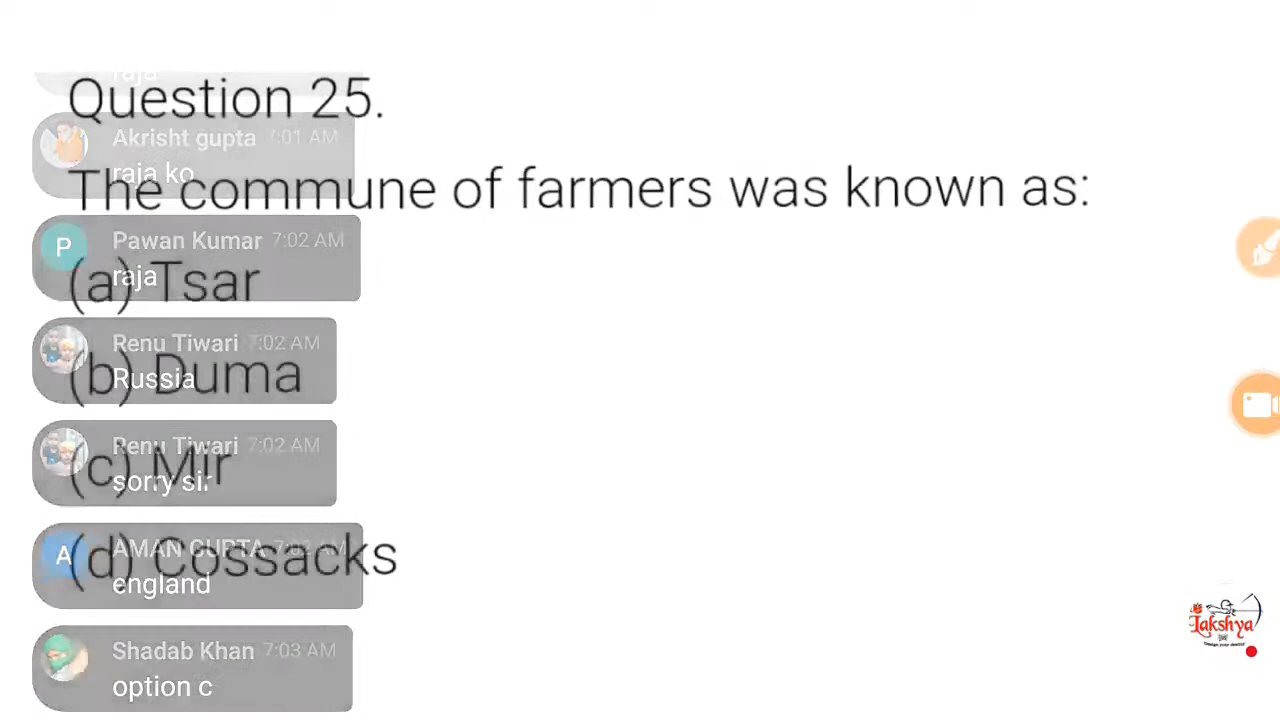 raja
Question 25.
Akrisht gupta 7:01 AM
raja ko
The commune of farmers was known as:
Pawan Kumar 7:02 AM
raja
(a) Tsar
Renu Tiwari 7:02 AM
Russia
(b) Duma
Renu Tiwari 7:02 AM
sorry sir
(c) Mir
AMAN GUPTA 7:02 AM
england
(d) Cossacks
Shadab Khan 7:03 AM
option c
P
A
Lakshya